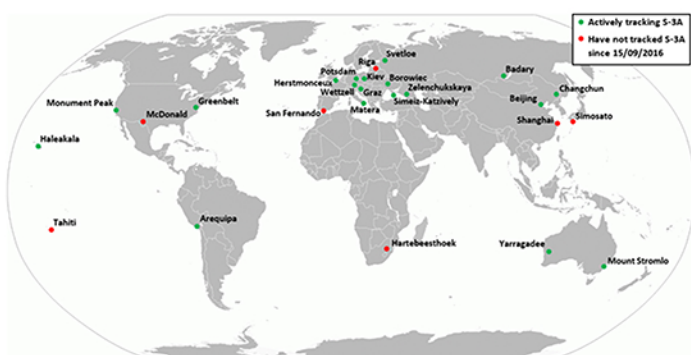 Actively tracking S-3A
Have not tracked S-3A
since 15/09/2016
Svetloe
Riga
Badary
Potsdam
Kiev
Borowiec
Herstmonceux
Zelenchukskaya
Changchun
Wettzell
Graz
Simeiz-Katzively
Monument Peak
Greenbelt
Beijing
McDonald
San Fernando
Matera
Shanghai
Simosato
Haleakala
Arequipa
Tahiti
Hartebeesthoek
Yarragadee
Mount Stromlo